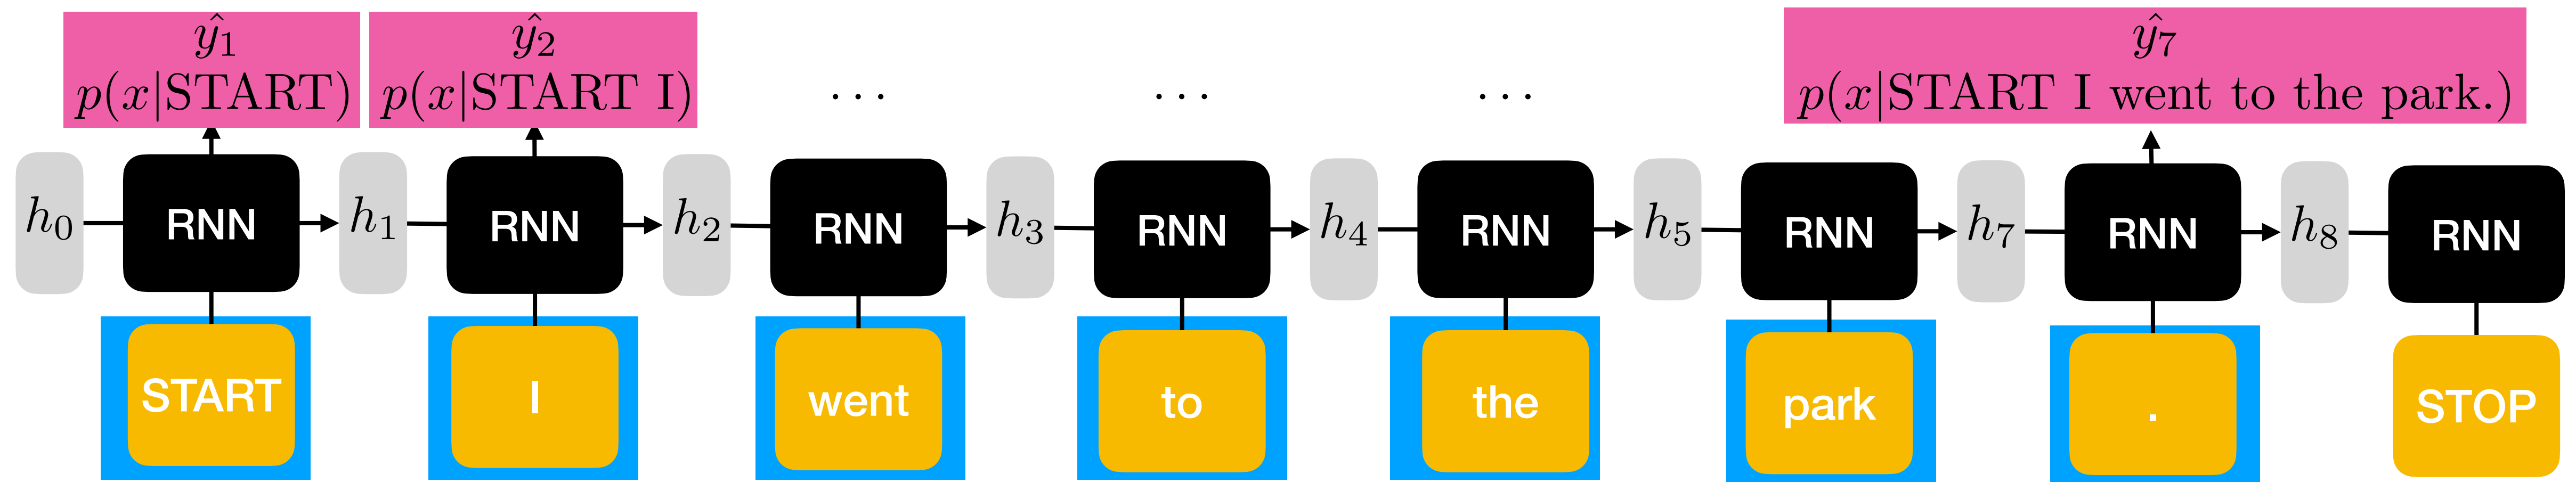 ŷ₁ ŷ₂ ŷ₇
p(x|START) p(x|START I) ... ... ... p(x|START I went to the park.)
h₀ RNN h₁ RNN h₂ RNN h₃ RNN h₄ RNN h₅ RNN h₇ RNN h₈ RNN
START I went to the park . STOP